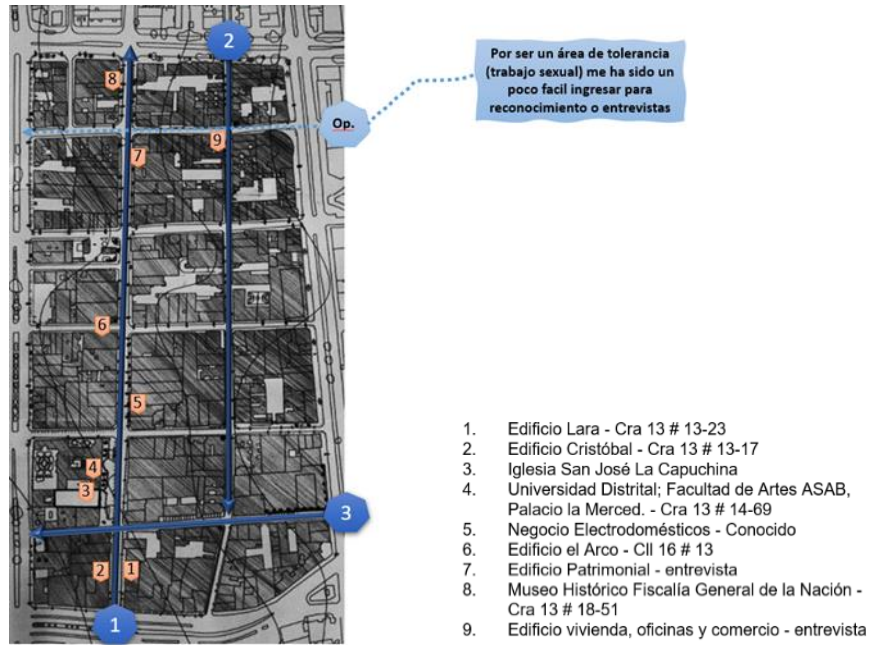 2
Por ser un área de tolerancia
(trabajo sexual) me ha sido un
poco facil ingresar para
reconocimiento o entrevistas
8
Op.
9
7
6
5
4
3
3
2
1
1
1. Edificio Lara - Cra 13 # 13-23
2. Edificio Cristóbal - Cra 13 # 13-17
3. Iglesia San José La Capuchina
4. Universidad Distrital; Facultad de Artes ASAB,
Palacio la Merced. - Cra 13 # 14-69
5. Negocio Electrodomésticos - Conocido
6. Edificio el Arco - Cll 16 # 13
7. Edificio Patrimonial - entrevista
8. Museo Histórico Fiscalía General de la Nación -
Cra 13 # 18-51
9. Edificio vivienda, oficinas y comercio - entrevista